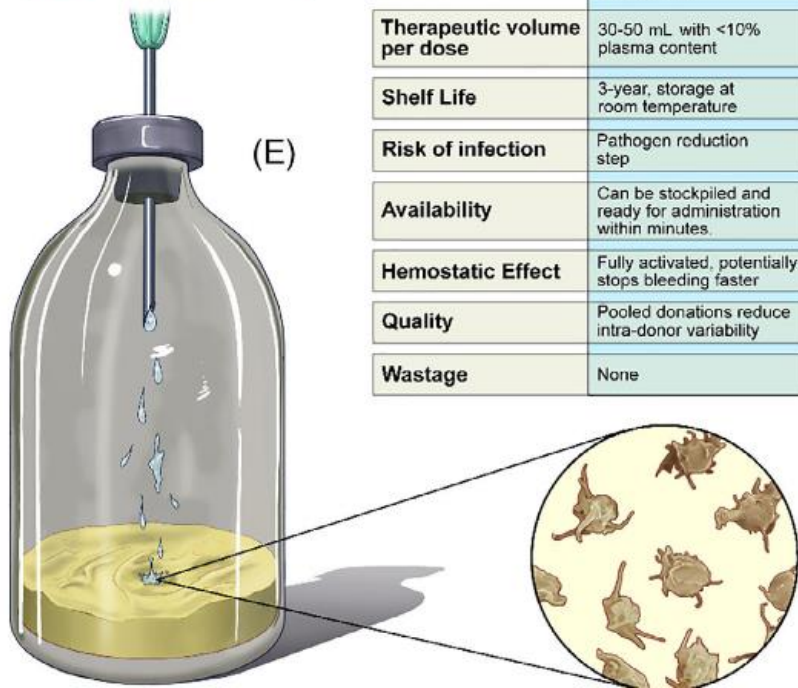 Therapeutic volume
per dose
30-50 mL with <10%
plasma content
Shelf Life
3-year, storage at
room temperature
(E)
Risk of infection
Pathogen reduction
step
Availability
Can be stockpiled and
ready for administration
within minutes.
Hemostatic Effect
Fully activated, potentially
stops bleeding faster
Quality
Pooled donations reduce
intra-donor variability
Wastage
None